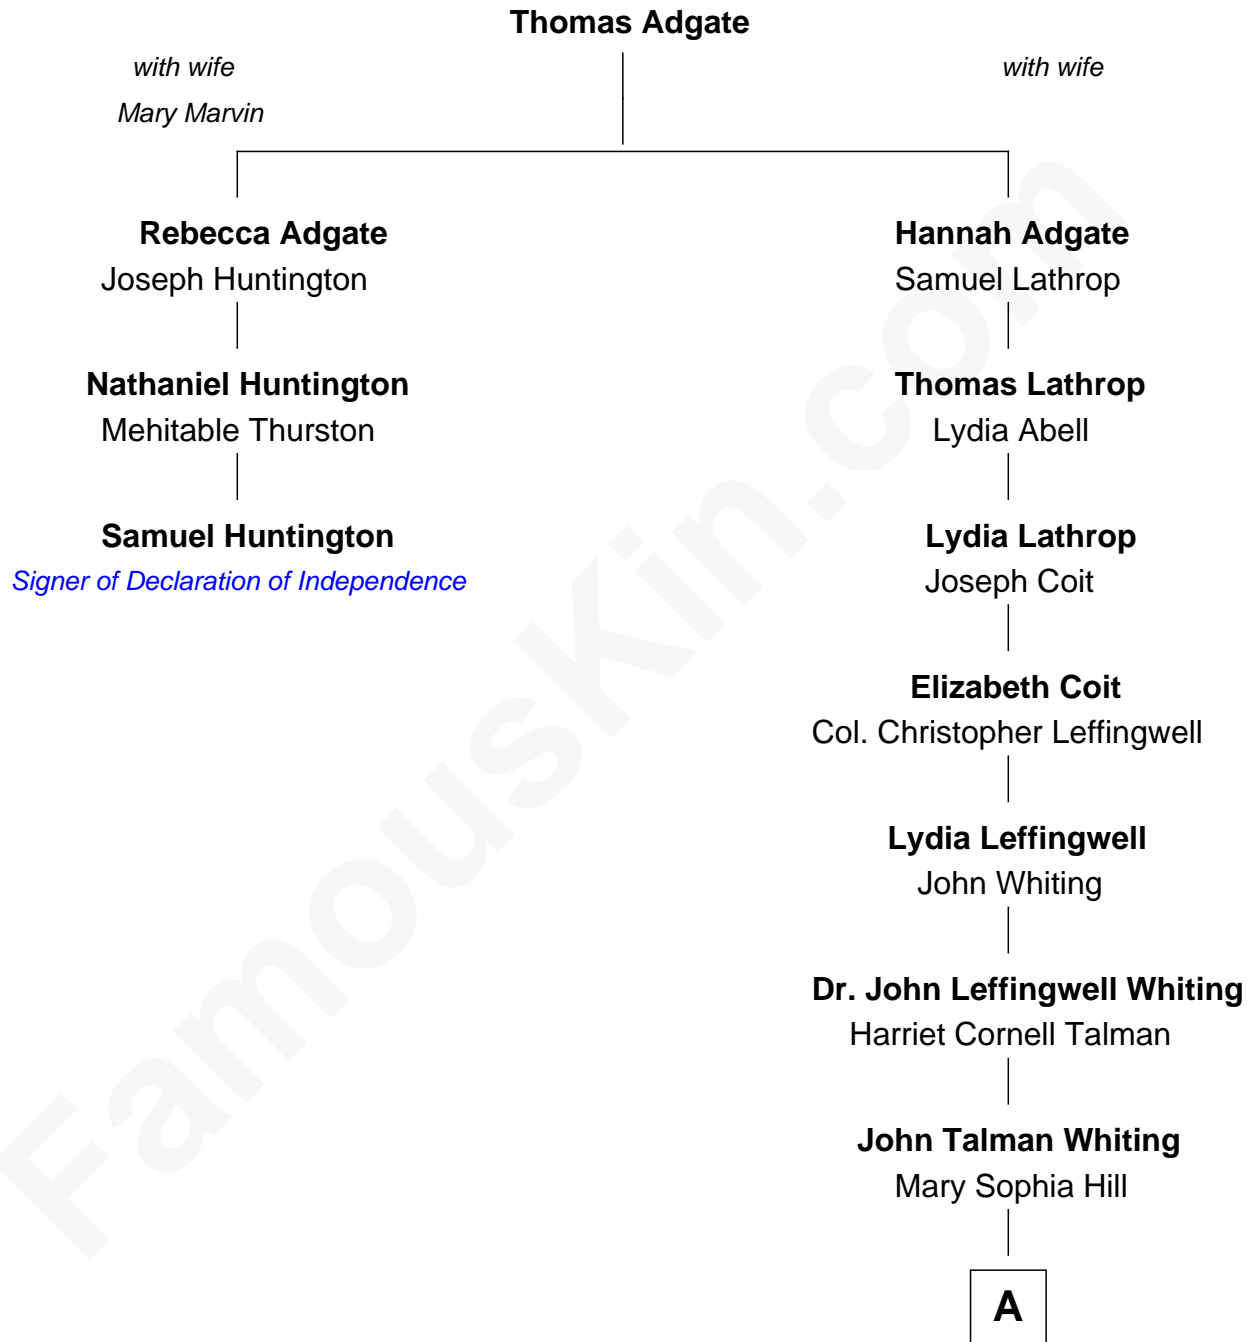 Thomas Adgate
with wife
Mary Marvin
with wife
Rebecca Adgate
Joseph Huntington
Hannah Adgate
Samuel Lathrop
Nathaniel Huntington
Mehitable Thurston
Thomas Lathrop
Lydia Abell
Samuel Huntington
Signer of Declaration of Independence
Lydia Lathrop
Joseph Coit
Elizabeth Coit
Col. Christopher Leffingwell
Lydia Leffingwell
John Whiting
Dr. John Leffingwell Whiting
Harriet Cornell Talman
John Talman Whiting
Mary Sophia Hill
A
FamousKin.com